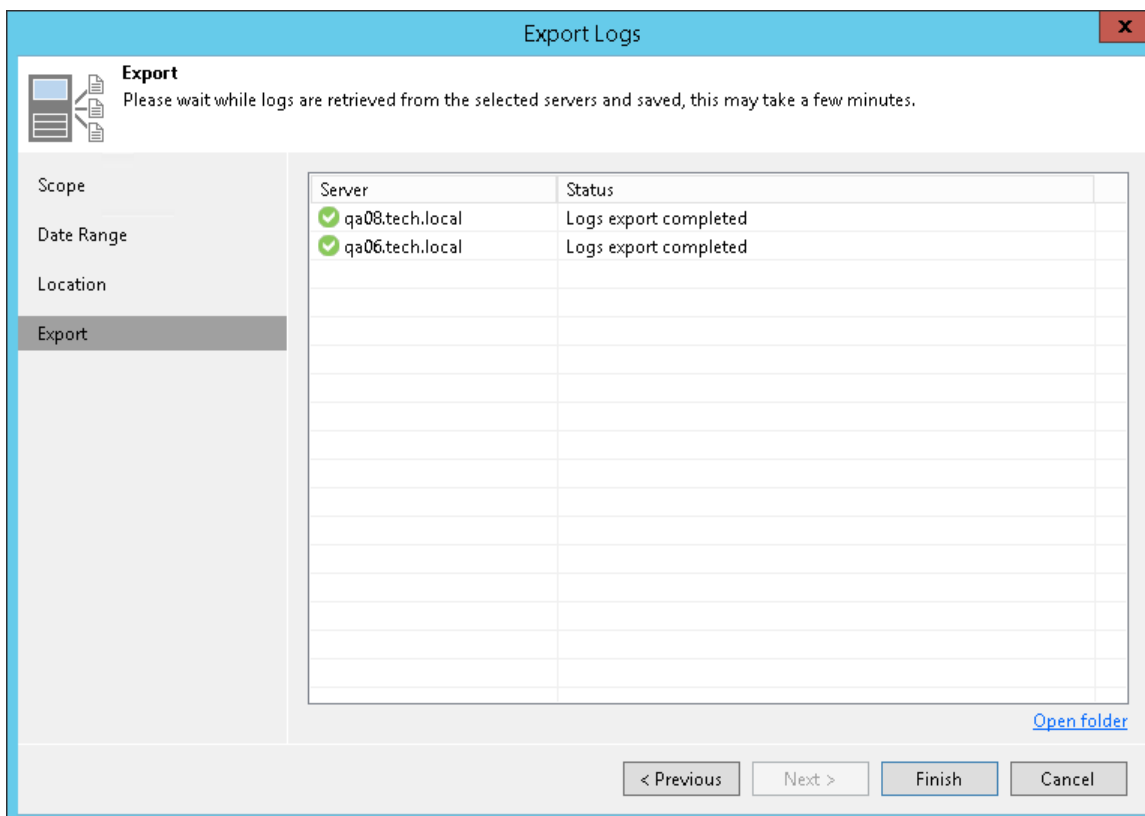 Export Logs
x
Export
Please wait while logs are retrieved from the selected servers and saved, this may take a few minutes.
Scope
Date Range
Location
Export
Server Status
qa08.tech.local Logs export completed
qa06.tech.local Logs export completed
Open folder
< Previous Next > Finish Cancel